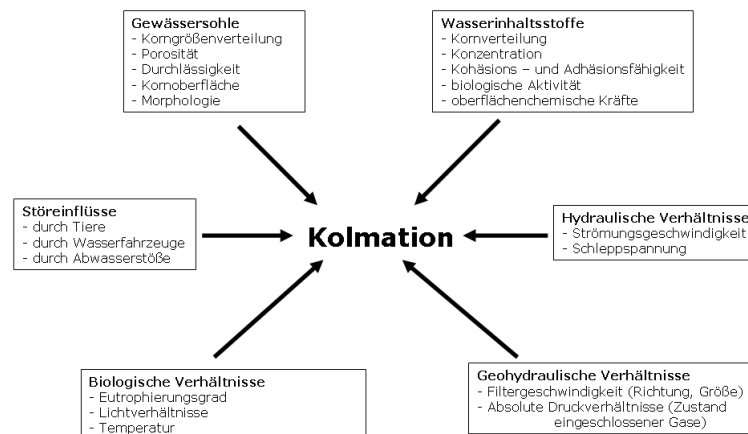 Gewässersohle
- Korngrößenverteilung
- Porosität
- Durchlässigkeit
- Kornoberfläche
- Morphologie
Wasserinhaltsstoffe
- Kornverteilung
- Konzentration
- Kohäsions – und Adhäsionsfähigkeit
- biologische Aktivität
- oberflächenchemische Kräfte
Störeinflüsse
- durch Tiere
- durch Wasserfahrzeuge
- durch Abwasserstöße
Kolmation
Hydraulische Verhältnisse
- Strömungsgeschwindigkeit
- Schleppspannung
Biologische Verhältnisse
- Eutrophierungsgrad
- Lichtverhältnisse
- Temperatur
Geohydraulische Verhältnisse
- Filtergeschwindigkeit (Richtung, Größe)
- Absolute Druckverhältnisse (Zustand
eingeschlossener Gase)